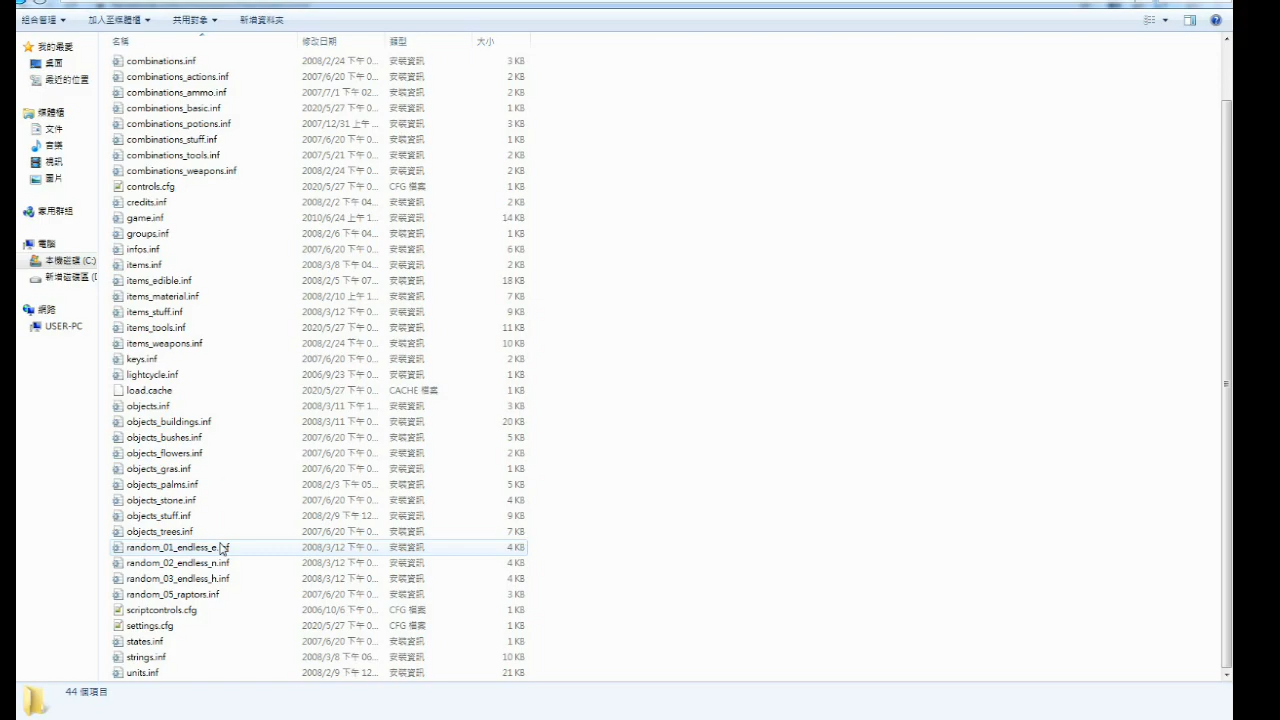 組合管理 加入至媒體櫃 共用對象 新增資料夾
名稱 修改日期 類型 大小
我的最愛
桌面
最近的位置
媒體櫃
文件
音樂
視訊
圖片
家用群組
電腦
本機磁碟 (C:)
新增磁碟區 (D
網路
USER-PC
combinations.inf 2008/2/24 下午 0... 安裝資訊 3 KB
combinations_actions.inf 2007/6/20 下午 0... 安裝資訊 2 KB
combinations_ammo.inf 2007/7/1 下午 02... 安裝資訊 2 KB
combinations_basic.inf 2020/5/27 下午 0... 安裝資訊 1 KB
combinations_potions.inf 2007/12/31 上午 ... 安裝資訊 3 KB
combinations_stuff.inf 2007/6/20 下午 0... 安裝資訊 1 KB
combinations_tools.inf 2007/5/21 下午 0... 安裝資訊 2 KB
combinations_weapons.inf 2008/2/24 下午 0... 安裝資訊 2 KB
controls.cfg 2020/5/27 下午 0... CFG 檔案 1 KB
credits.inf 2008/2/2 下午 04... 安裝資訊 2 KB
game.inf 2010/6/24 上午 1... 安裝資訊 14 KB
groups.inf 2008/2/6 下午 04... 安裝資訊 1 KB
infos.inf 2007/6/20 下午 0... 安裝資訊 6 KB
items.inf 2008/3/8 下午 04... 安裝資訊 2 KB
items_edible.inf 2008/2/5 下午 07... 安裝資訊 18 KB
items_material.inf 2008/2/10 上午 1... 安裝資訊 7 KB
items_stuff.inf 2008/3/12 下午 0... 安裝資訊 9 KB
items_tools.inf 2020/5/27 下午 0... 安裝資訊 11 KB
items_weapons.inf 2008/2/24 下午 0... 安裝資訊 10 KB
keys.inf 2007/6/20 下午 0... 安裝資訊 2 KB
lightcycle.inf 2006/9/23 下午 0... 安裝資訊 1 KB
load.cache 2020/5/27 下午 0... CACHE 檔案 1 KB
objects.inf 2008/3/11 下午 1... 安裝資訊 3 KB
objects_buildings.inf 2008/3/11 下午 0... 安裝資訊 20 KB
objects_bushes.inf 2007/6/20 下午 0... 安裝資訊 5 KB
objects_flowers.inf 2007/6/20 下午 0... 安裝資訊 2 KB
objects_gras.inf 2007/6/20 下午 0... 安裝資訊 1 KB
objects_palms.inf 2008/2/3 下午 05... 安裝資訊 5 KB
objects_stone.inf 2007/6/20 下午 0... 安裝資訊 4 KB
objects_stuff.inf 2008/2/9 下午 12... 安裝資訊 9 KB
objects_trees.inf 2007/6/20 下午 0... 安裝資訊 7 KB
random_01_endless_e.inf 2008/3/12 下午 0... 安裝資訊 4 KB
random_02_endless_n.inf 2008/3/12 下午 0... 安裝資訊 4 KB
random_03_endless_h.inf 2008/3/12 下午 0... 安裝資訊 4 KB
random_05_raptors.inf 2007/6/20 下午 0... 安裝資訊 3 KB
scriptcontrols.cfg 2006/10/6 下午 0... CFG 檔案 1 KB
settings.cfg 2020/5/27 下午 0... CFG 檔案 1 KB
states.inf 2007/6/20 下午 0... 安裝資訊 1 KB
strings.inf 2008/3/8 下午 06... 安裝資訊 10 KB
units.inf 2008/2/9 下午 12... 安裝資訊 21 KB
44 個項目